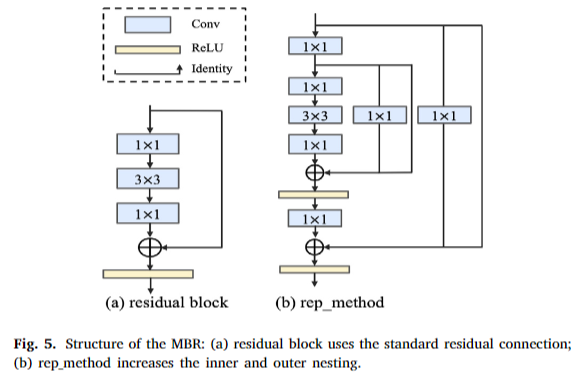 Conv
ReLU
Identity
1×1
3×3
1×1
(a) residual block
1×1
1×1
3×3
1×1
1×1
1×1
1×1
(b) rep_method
Fig. 5. Structure of the MBR: (a) residual block uses the standard residual connection;
(b) rep_method increases the inner and outer nesting.